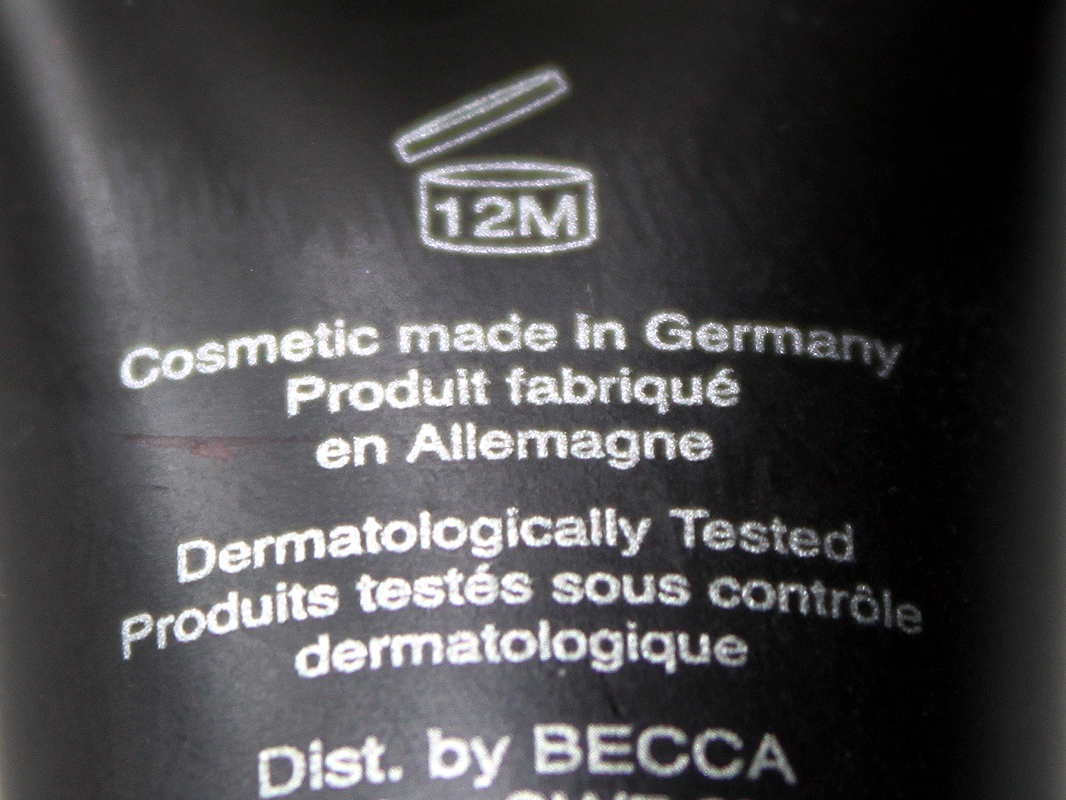 12M
Cosmetic made in Germany
Produit fabriqué
en Allemagne
Dermatologically Tested
Produits testés sous contrôle
dermatologique
Dist. by BECCA